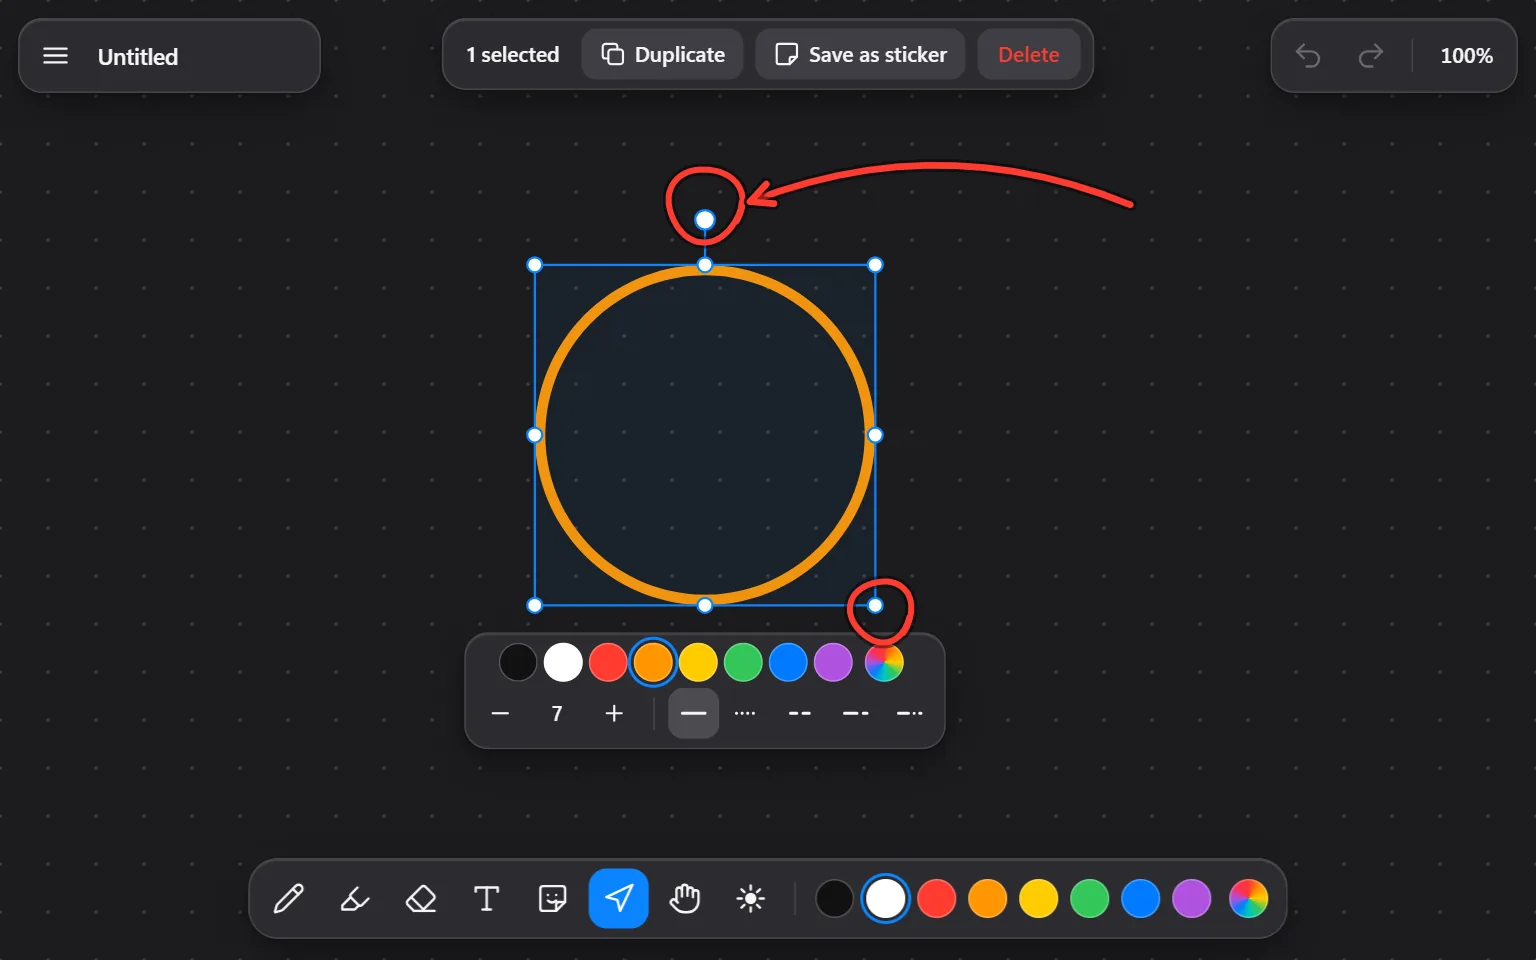 Untitled
1 selected
Duplicate
Save as sticker
Delete
100%
7